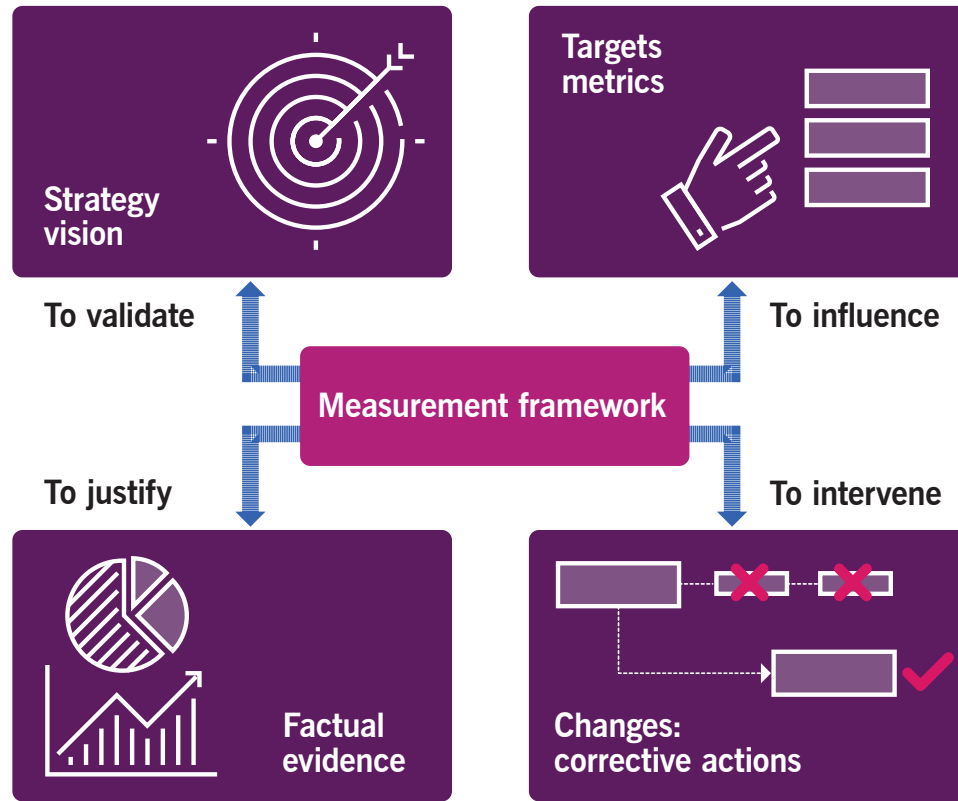 Strategy
vision
Targets
metrics
To validate
To influence
Measurement framework
To justify
To intervene
Factual
evidence
Changes:
corrective actions